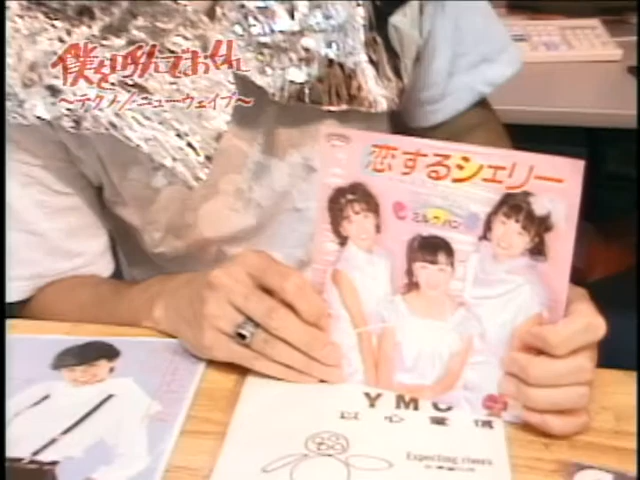 僕を呼んでおくれ
〜テクノ/ニューウェイブ〜
恋するシェリー
ミルク・パン
YMO
以心電信
Expecting rivers